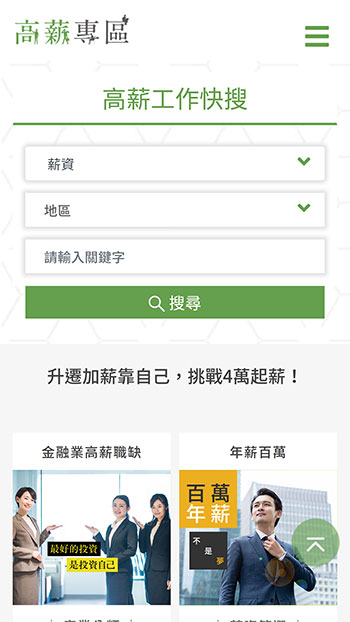 高薪專區
高薪工作快搜
薪資
地區
請輸入關鍵字
搜尋
升遷加薪靠自己，挑戰4萬起薪！
金融業高薪職缺
年薪百萬
最好的投資
是投資自己
百萬
年薪
不是夢